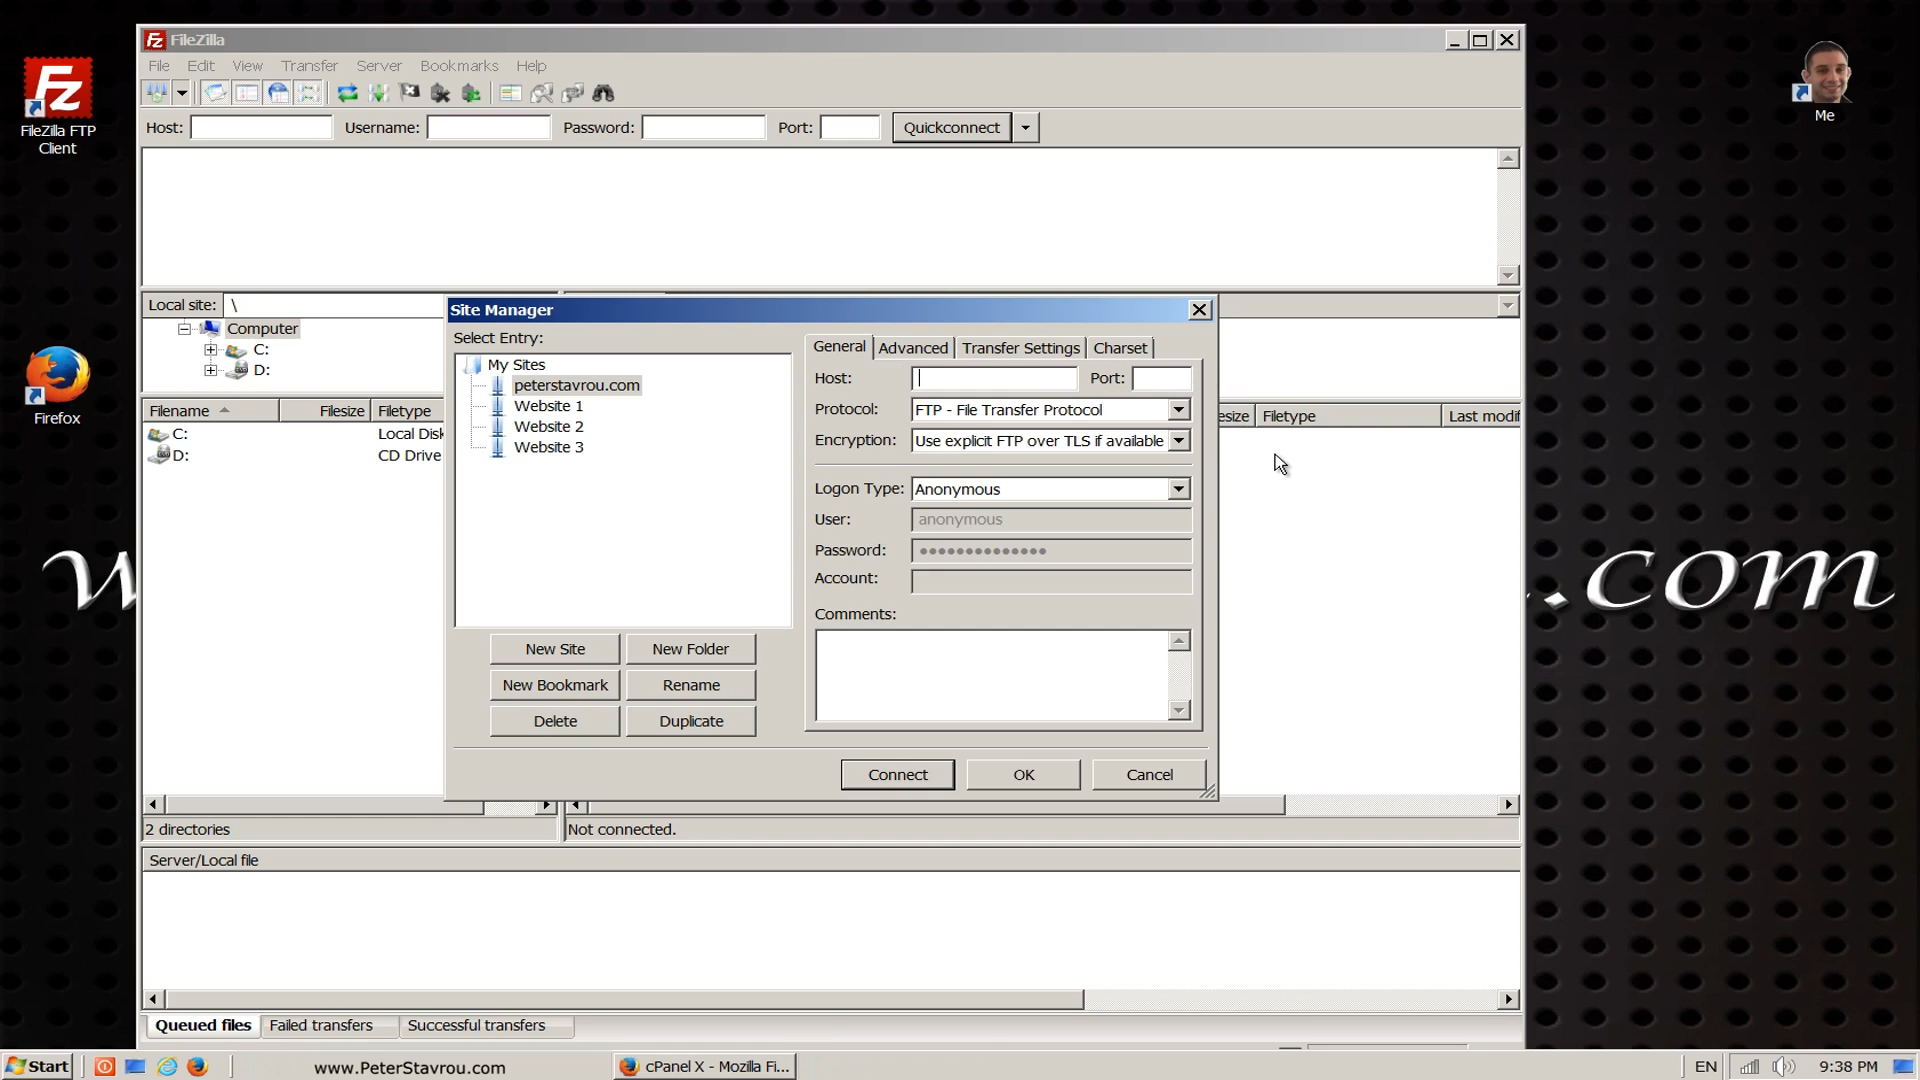 FileZilla
File Edit View Transfer Server Bookmarks Help
Host: Username: Password: Port: Quickconnect
FileZilla FTP
Client
Me
Firefox
Local site: \
Computer
C:
D:
Filename Filesize Filetype
C: Local Disk
D: CD Drive
esize Filetype Last modif
Site Manager
Select Entry:
My Sites
peterstavrou.com
Website 1
Website 2
Website 3
New Site New Folder
New Bookmark Rename
Delete Duplicate
General Advanced Transfer Settings Charset
Host: Port:
Protocol: FTP - File Transfer Protocol
Encryption: Use explicit FTP over TLS if available
Logon Type: Anonymous
User: anonymous
Password: ●●●●●●●●●●●●●●
Account:
Comments:
Connect OK Cancel
w .com
2 directories
Not connected.
Server/Local file
Queued files Failed transfers Successful transfers
Start www.PeterStavrou.com cPanel X - Mozilla Fi... EN 9:38 PM